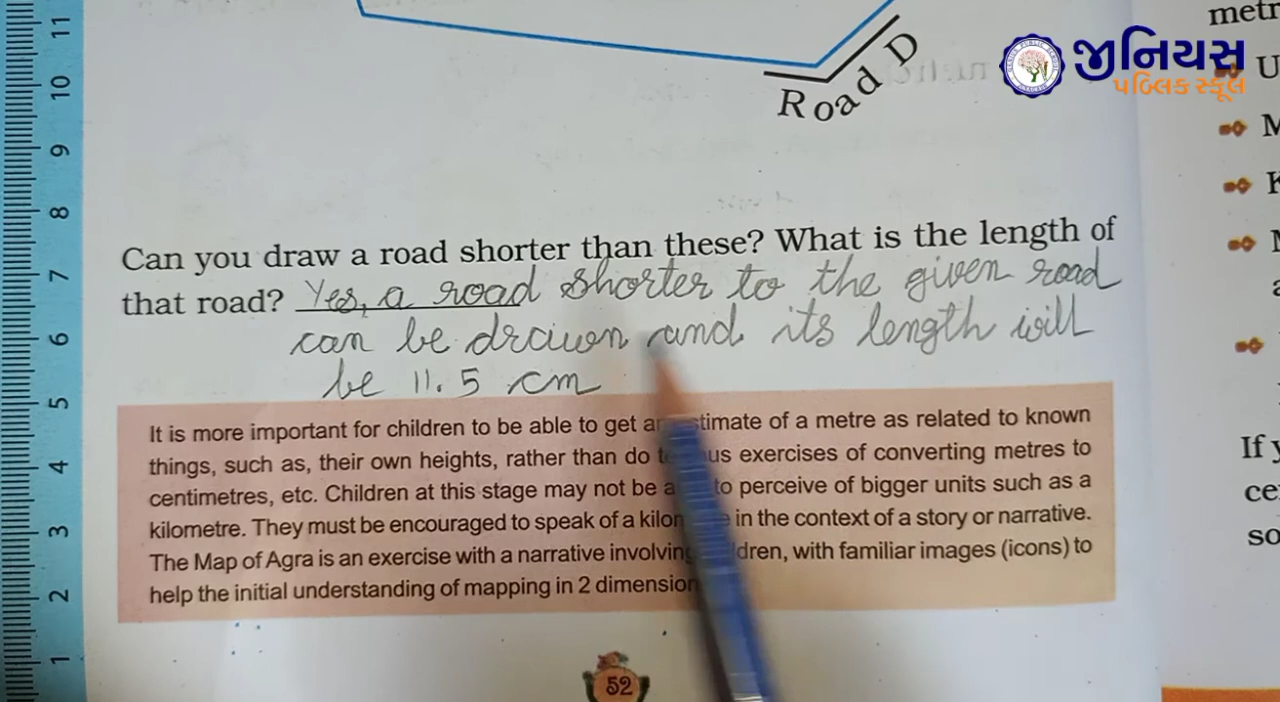 11
10
9
8
7
6
5
4
3
2
1
Road D
જીનિયસ
પબ્લિક સ્કૂલ
Can you draw a road shorter than these? What is the length of
that road? Yes, a road shorter to the given road
can be drawn and its length will
be 11.5 cm
It is more important for children to be able to get an estimate of a metre as related to known
things, such as, their own heights, rather than do exercises of converting metres to
centimetres, etc. Children at this stage may not be to perceive of bigger units such as a
kilometre. They must be encouraged to speak of a in the context of a story or narrative.
The Map of Agra is an exercise with a narrative involving with familiar images (icons) to
help the initial understanding of mapping in 2
52
metr
U
M
K
M
a
If y
ce
so